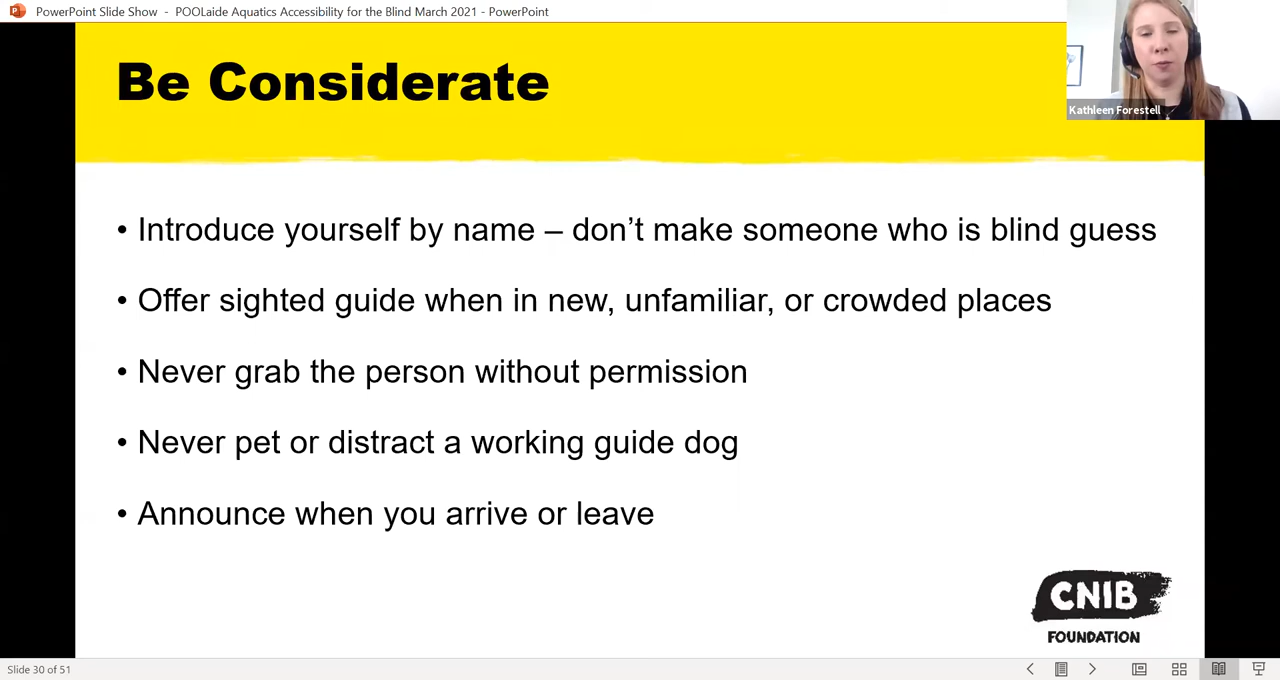 PowerPoint Slide Show - POOLaide Aquatics Accessibility for the Blind March 2021 - PowerPoint
Kathleen Forestell
Be Considerate
• Introduce yourself by name – don’t make someone who is blind guess
• Offer sighted guide when in new, unfamiliar, or crowded places
• Never grab the person without permission
• Never pet or distract a working guide dog
• Announce when you arrive or leave
CNIB
FOUNDATION
Slide 30 of 51